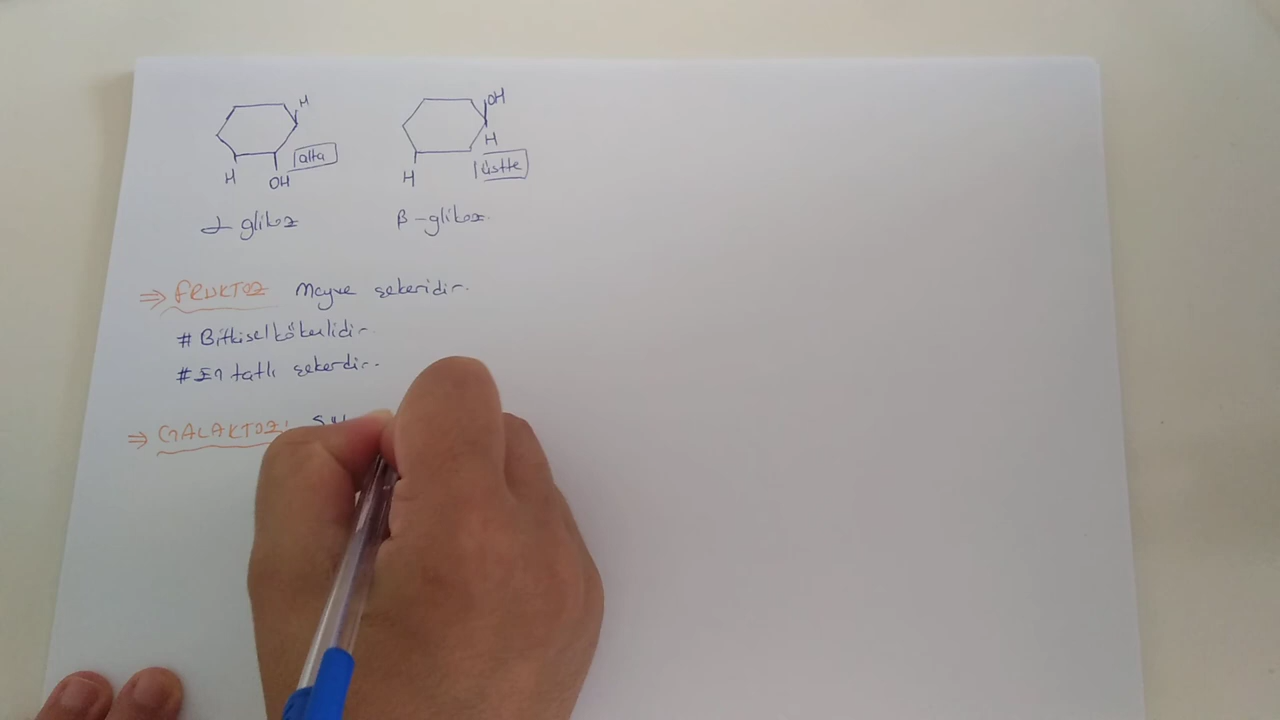 H OH
H alta H
H OH üstte
α glikoz β-glikoz
⇒ FRUKTOZ Meyve şekeridir.
# Bitkisel kökenlidir.
# En tatlı şekerdir.
⇒ GALAKTOZ: